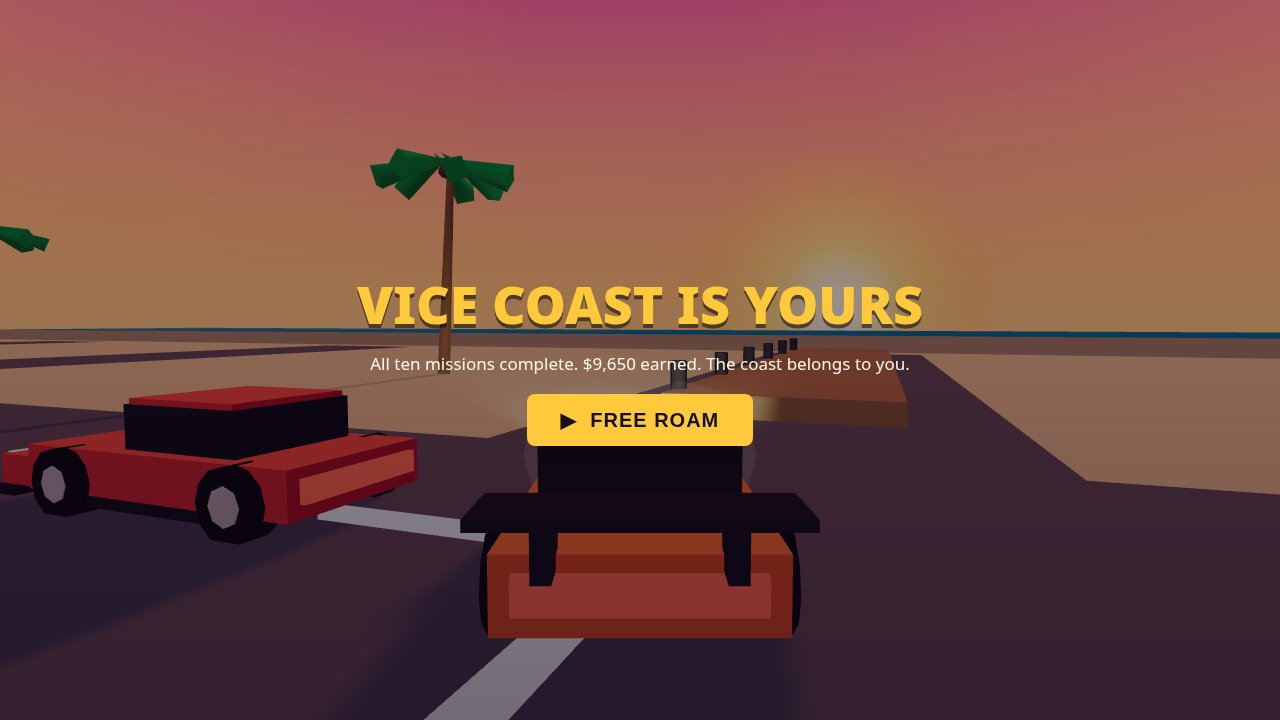 VICE COAST IS YOURS
All ten missions complete. $9,650 earned. The coast belongs to you.
▶ FREE ROAM